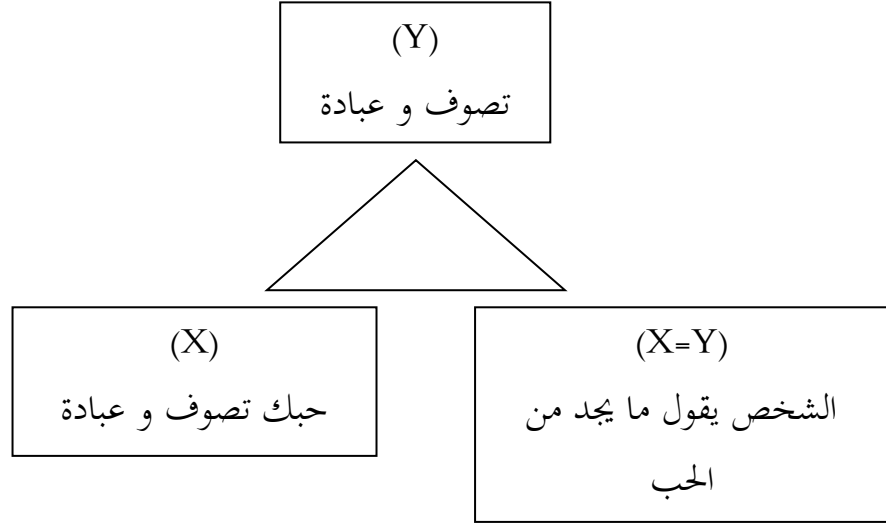 (Y)
تصوف و عبادة
(X)
حبك تصوف و عبادة
(X=Y)
الشخص يقول ما يجد من
الحب